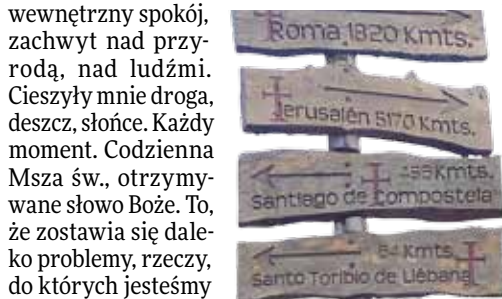 wewnętrzny spokój,
zachwyt nad przy-
rodą, nad ludźmi.
Cieszyły mnie droga,
deszcz, słońce. Każdy
moment. Codzienna
Msza św., otrzymy-
wane słowo Boże. To,
że zostawia się dale-
ko problemy, rzeczy,
do których jesteśmy
Roma 1820 Kmts.
Jerusalén 5170 Kmts.
Kmts.
Santiago de Compostela
64 Kmts.
Santo Toribio de Liébana